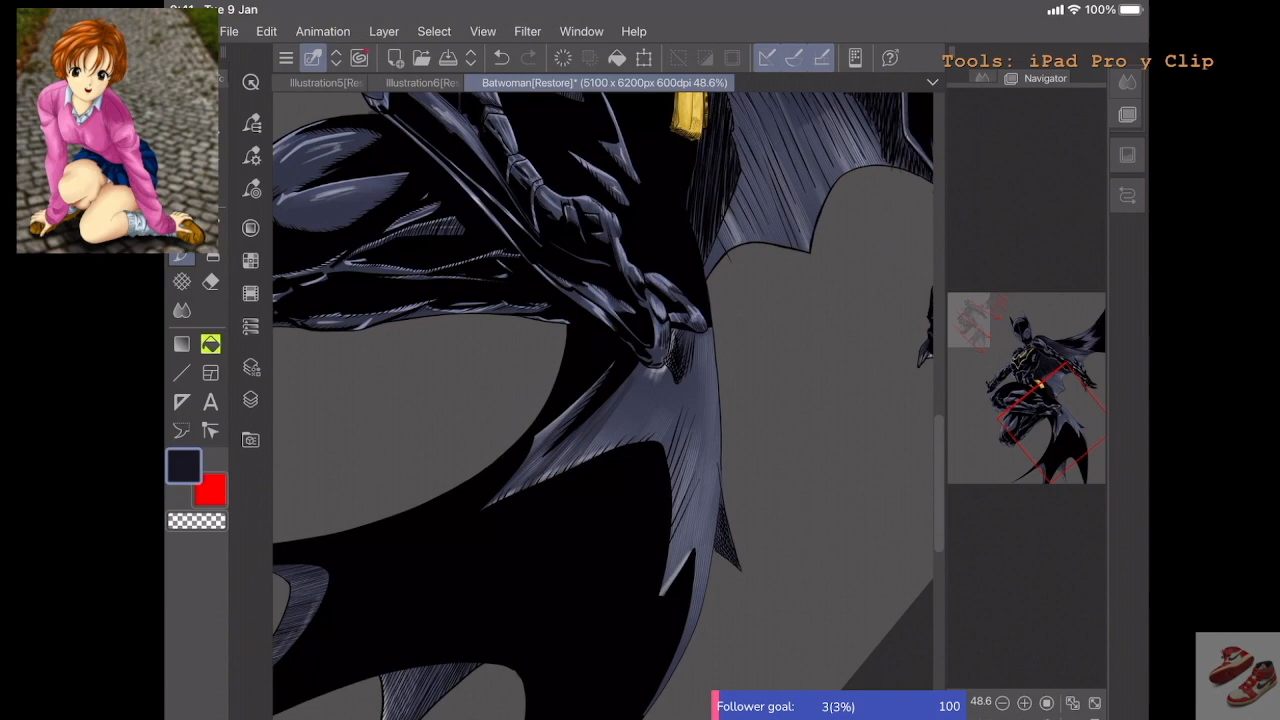 Tue 9 Jan
100%
File Edit Animation Layer Select View Filter Window Help
Tools: iPad Pro y Clip
Illustration5[Re Illustration6[Re Batwoman[Restore]* (5100 x 6200px 600dpi 48.6%)
Navigator
A
48.6
Follower goal: 3(3%) 100